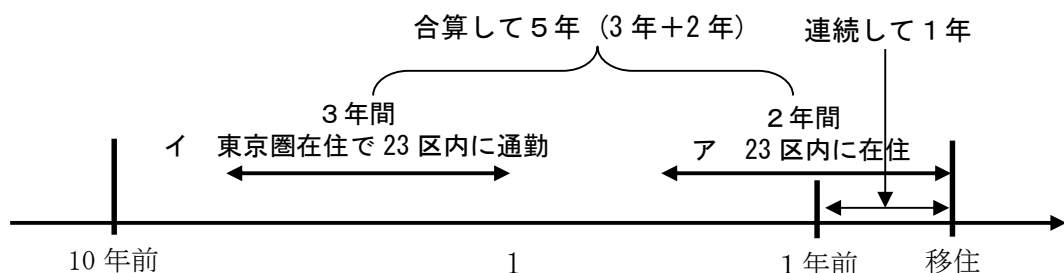 合算して５年（3 年＋2 年）
連続して１年
３年間
２年間
イ　東京圏在住で 23 区内に通勤
ア　23 区内に在住
10 年前
1
1 年前
移住